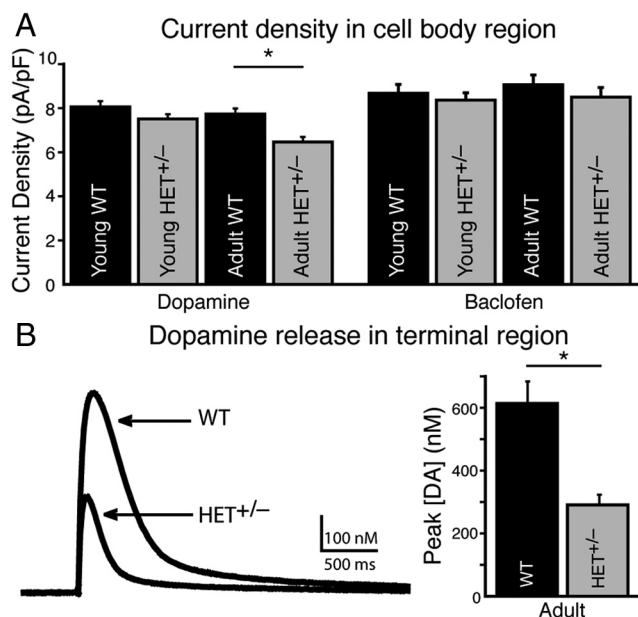 A
Current density in cell body region
Current Density (pA/pF)
10
8
6
4
2
0
*
Young WT
Young HET+/–
Adult WT
Adult HET+/–
Young WT
Young HET+/–
Adult WT
Adult HET+/–
Dopamine
Baclofen
B
Dopamine release in terminal region
WT
HET+/–
100 nM
500 ms
Peak [DA] (nM)
600
400
200
0
*
WT
HET+/–
Adult